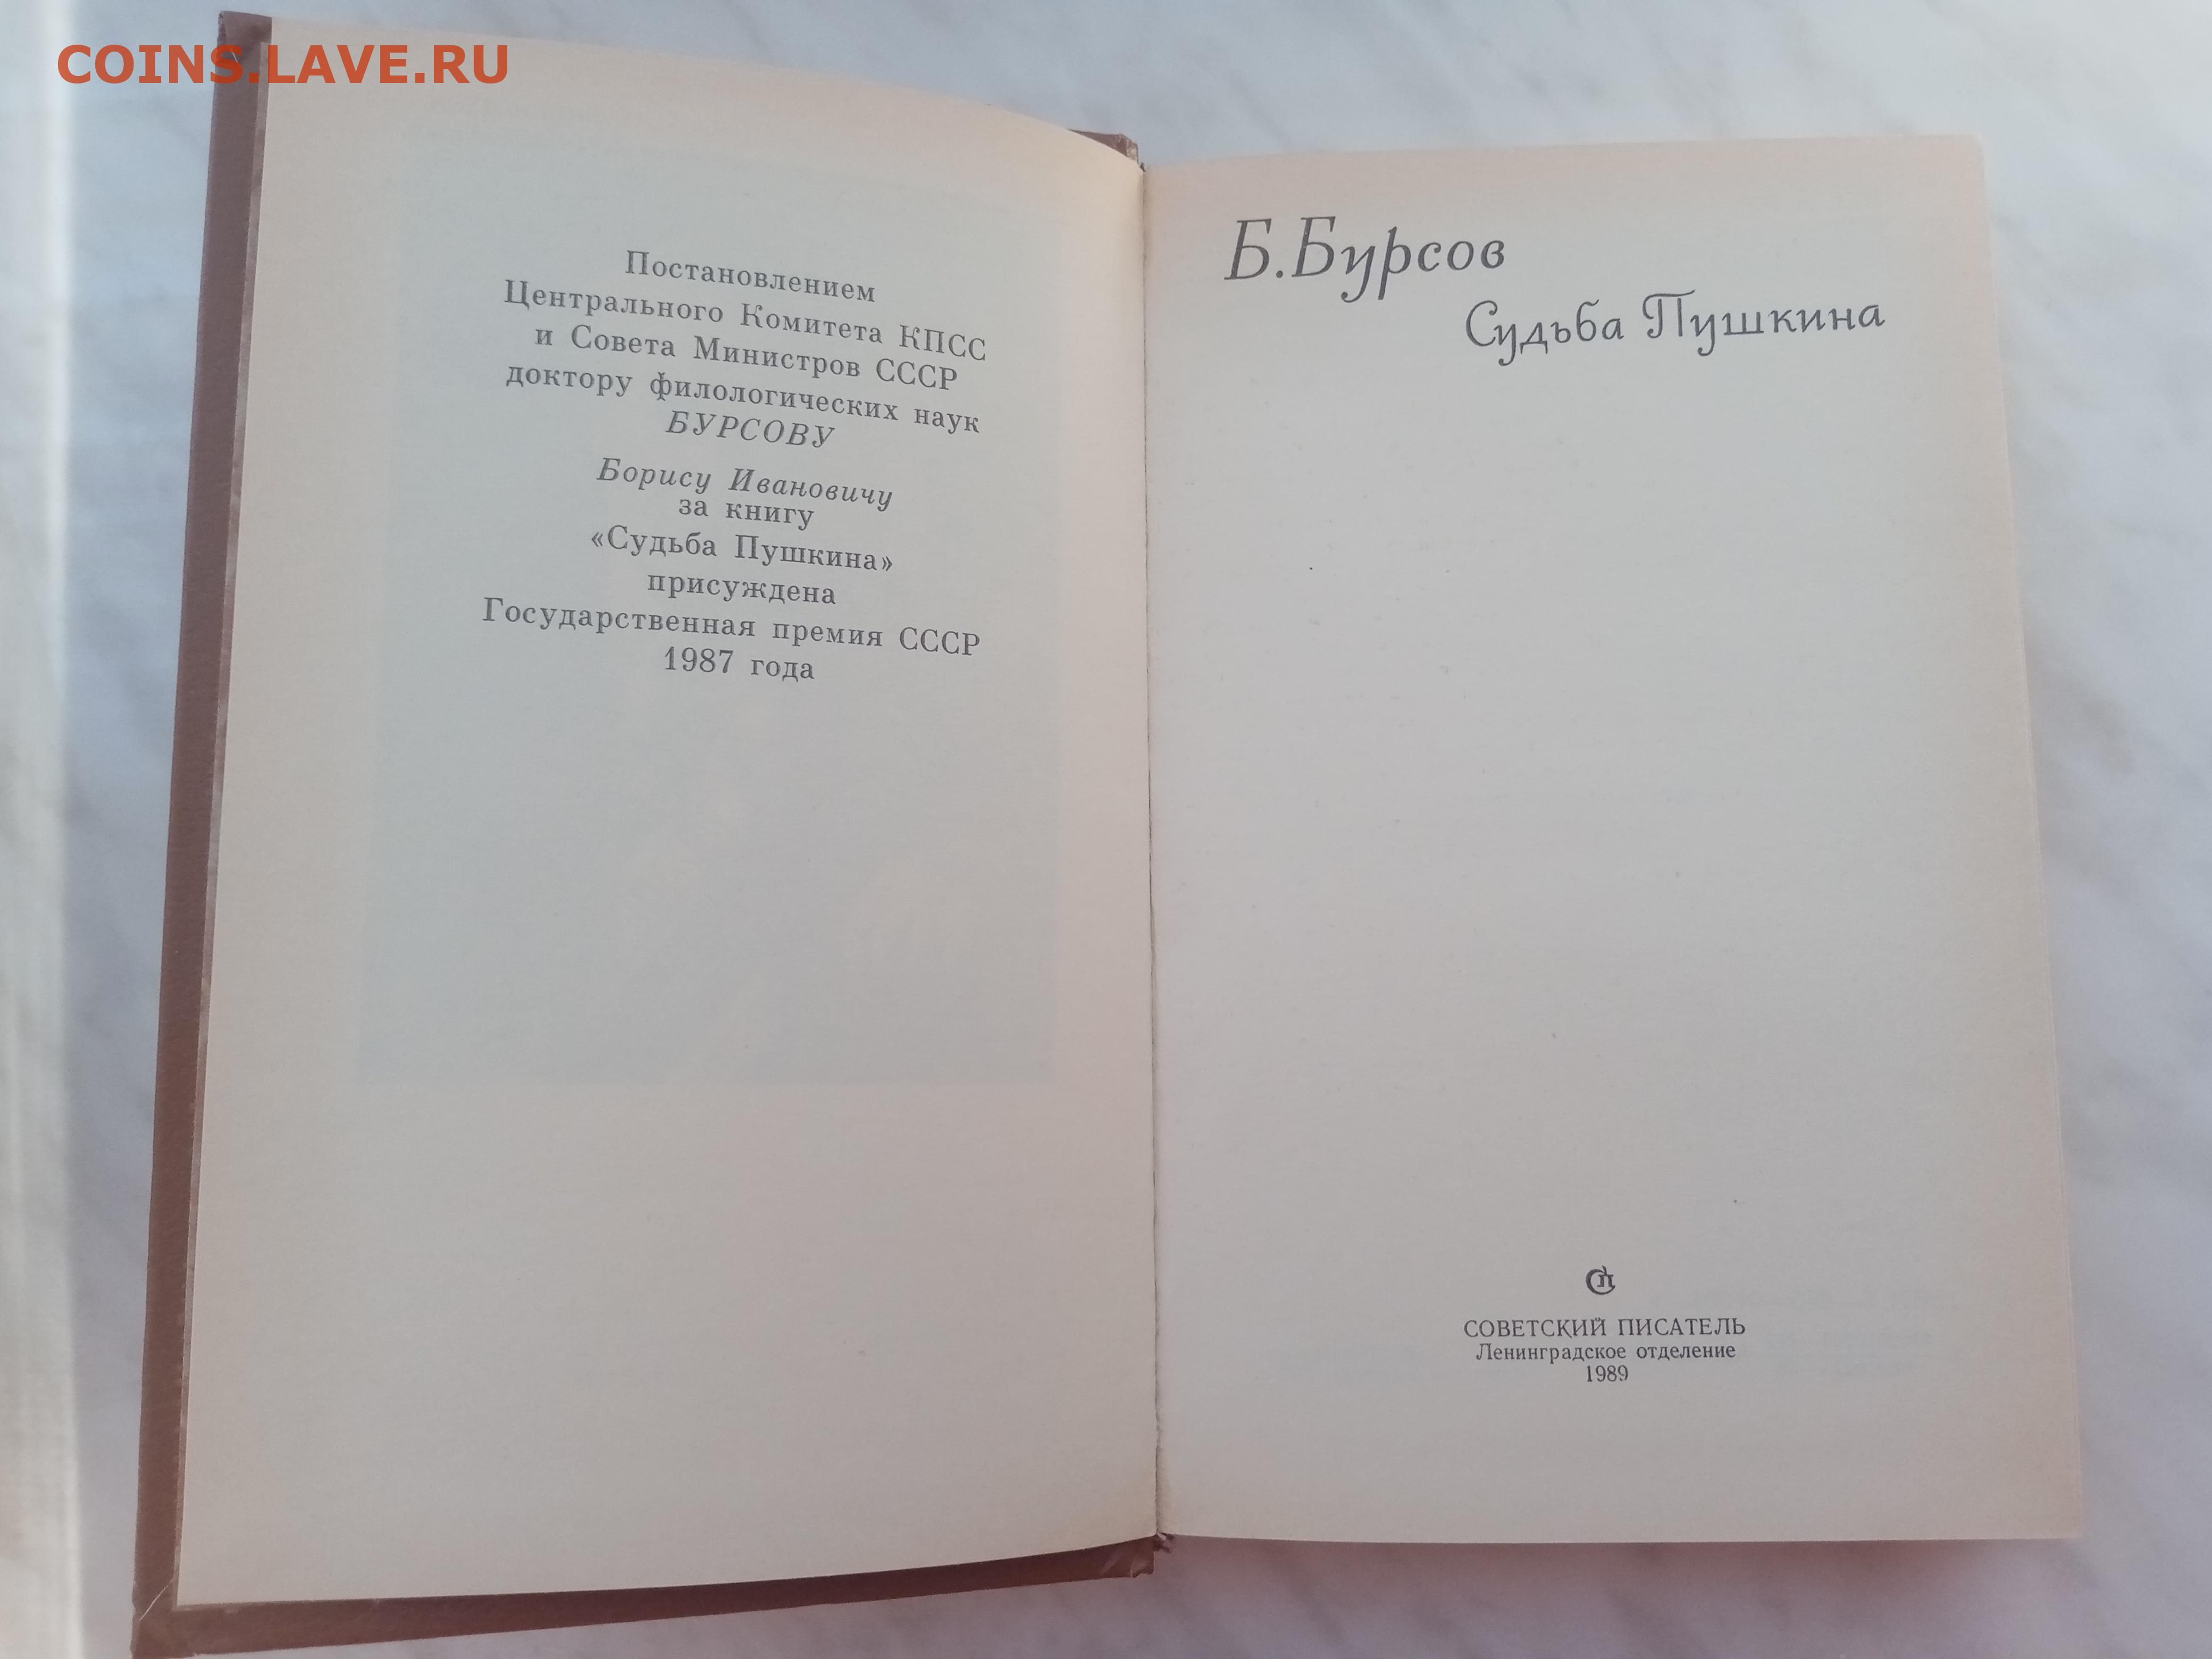 COINS.LAVE.RU
Постановлением
Центрального Комитета КПСС
и Совета Министров СССР
доктору филологических наук
БУРСОВУ
Борису Ивановичу
за книгу
«Судьба Пушкина»
присуждена
Государственная премия СССР
1987 года
Б. Бурсов
Судьба Пушкина
СП
СОВЕТСКИЙ ПИСАТЕЛЬ
Ленинградское отделение
1989